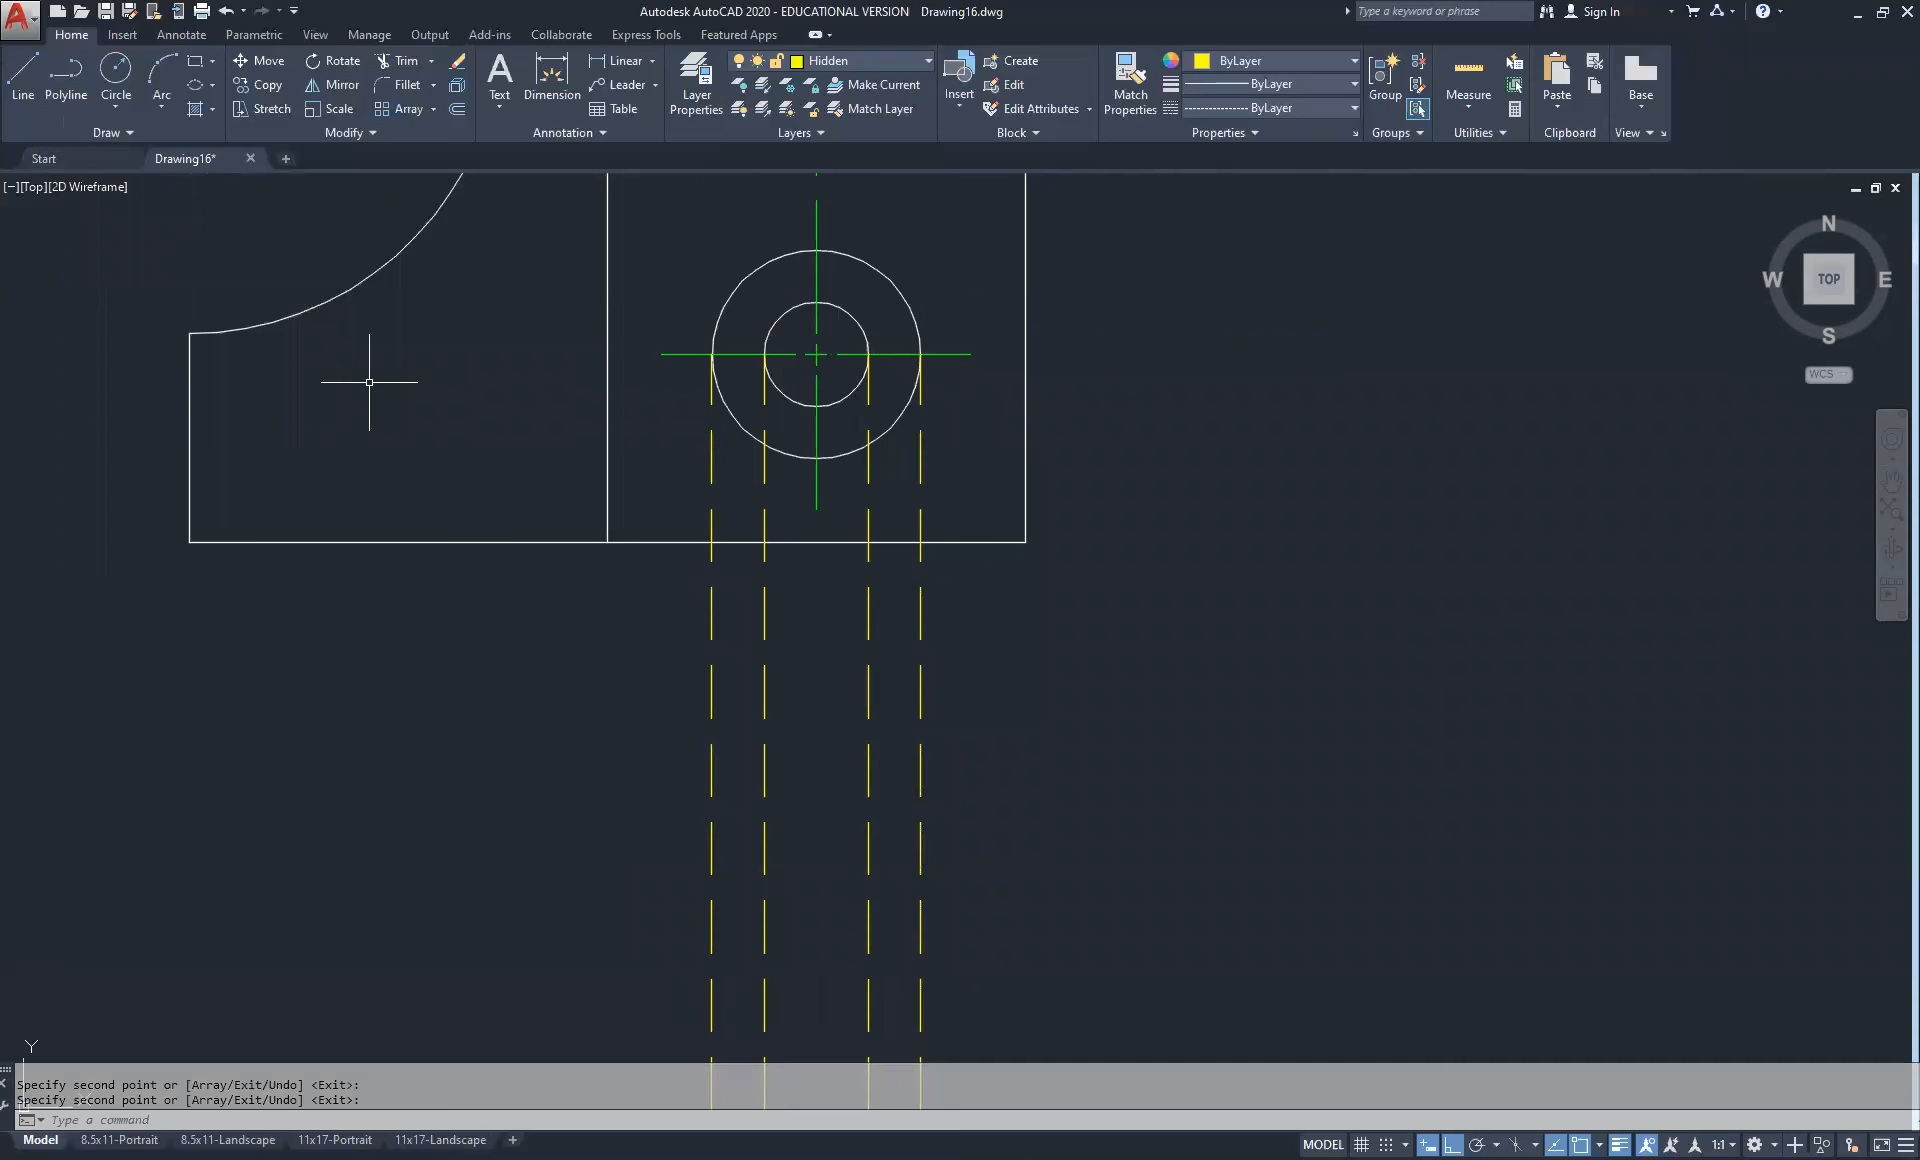 Autodesk AutoCAD 2020 - EDUCATIONAL VERSION Drawing16.dwg
Type a keyword or phrase
Sign In
Home Insert Annotate Parametric View Manage Output Add-ins Collaborate Express Tools Featured Apps
Line
Polyline
Circle
Arc
Draw
Move Rotate Trim
Copy Mirror Fillet
Stretch Scale Array
Modify
Text
Dimension
Linear
Leader
Table
Annotation
Layer
Properties
Hidden
Make Current
Match Layer
Layers
Insert
Create
Edit
Edit Attributes
Block
Match
Properties
ByLayer
ByLayer
ByLayer
Properties
Group
Groups
Measure
Utilities
Paste
Clipboard
Base
View
Start Drawing16*
[−][Top][2D Wireframe]
N
W TOP E
S
WCS
Y
Specify second point or [Array/Exit/Undo] <Exit>:
Specify second point or [Array/Exit/Undo] <Exit>:
Type a command
Model 8.5x11-Portrait 8.5x11-Landscape 11x17-Portrait 11x17-Landscape
MODEL 1:1